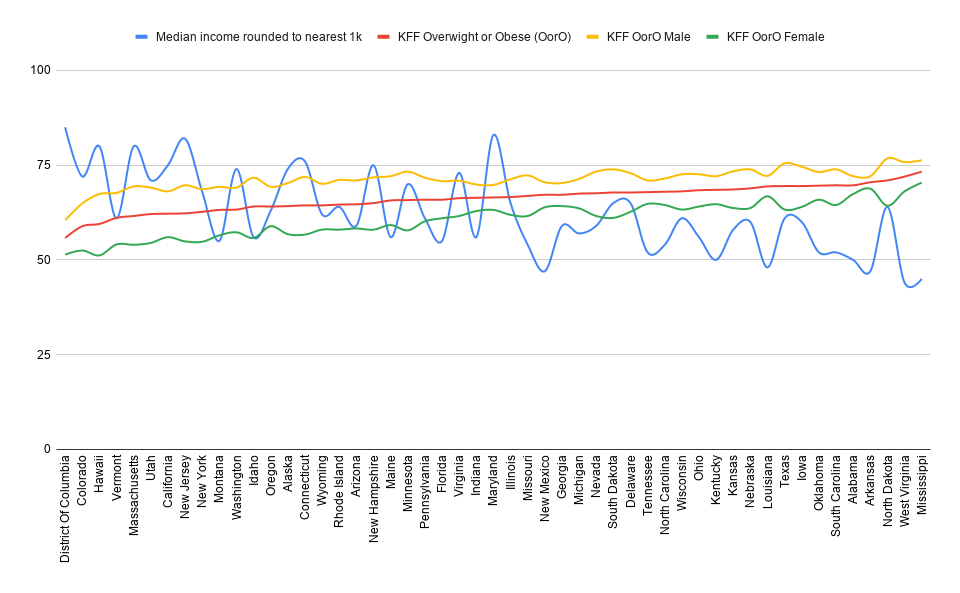 Median income rounded to nearest 1k KFF Overwight or Obese (OorO) KFF OorO Male KFF OorO Female
100
75
50
25
0
District Of Columbia
Colorado
Hawaii
Vermont
Massachusetts
Utah
California
New Jersey
New York
Montana
Washington
Idaho
Oregon
Alaska
Connecticut
Wyoming
Rhode Island
Arizona
New Hampshire
Maine
Minnesota
Pennsylvania
Florida
Virginia
Indiana
Maryland
Illinois
Missouri
New Mexico
Georgia
Michigan
Nevada
South Dakota
Delaware
Tennessee
North Carolina
Wisconsin
Ohio
Kentucky
Kansas
Nebraska
Louisiana
Texas
Iowa
Oklahoma
South Carolina
Alabama
Arkansas
North Dakota
West Virginia
Mississippi